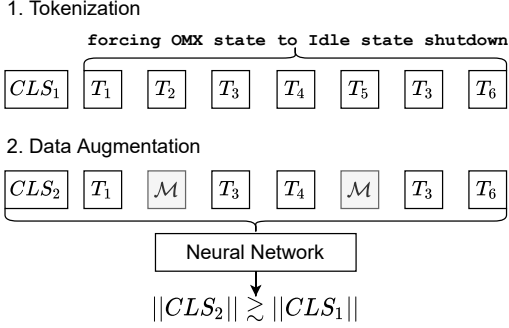 1. Tokenization
forcing OMX state to Idle state shutdown
CLS₁ T₁ T₂ T₃ T₄ T₅ T₃ T₆
2. Data Augmentation
CLS₂ T₁ ℳ T₃ T₄ ℳ T₃ T₆
Neural Network
||CLS₂|| ≳ ||CLS₁||